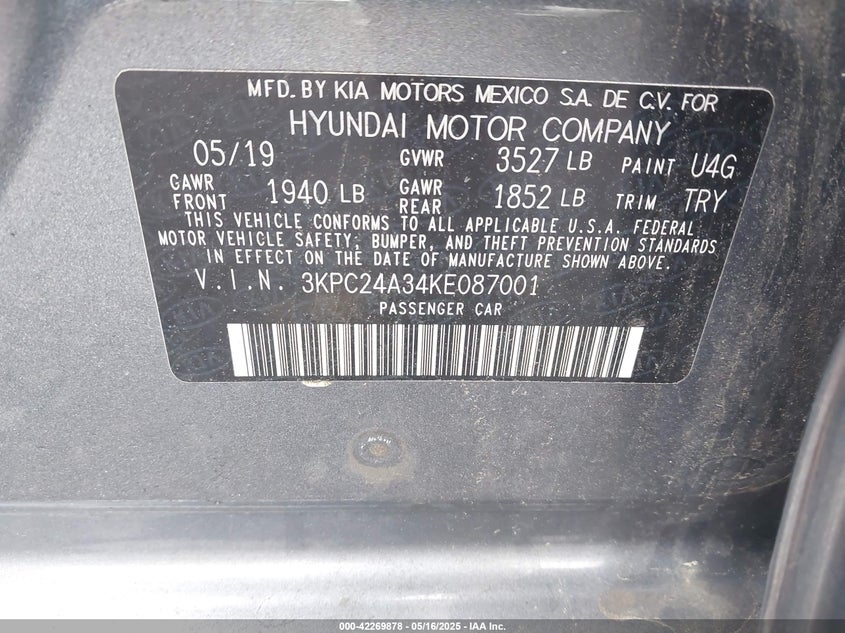 MFD. BY KIA MOTORS MEXICO S.A. DE C.V. FOR
HYUNDAI MOTOR COMPANY
05/19 GVWR 3527 LB PAINT U4G
GAWR FRONT 1940 LB GAWR REAR 1852 LB TRIM TRY
THIS VEHICLE CONFORMS TO ALL APPLICABLE U.S.A. FEDERAL
MOTOR VEHICLE SAFETY, BUMPER, AND THEFT PREVENTION STANDARDS
IN EFFECT ON THE DATE OF MANUFACTURE SHOWN ABOVE.
V.I.N. 3KPC24A34KE087001
PASSENGER CAR
000-42269878 - 05/16/2025 - IAA Inc.